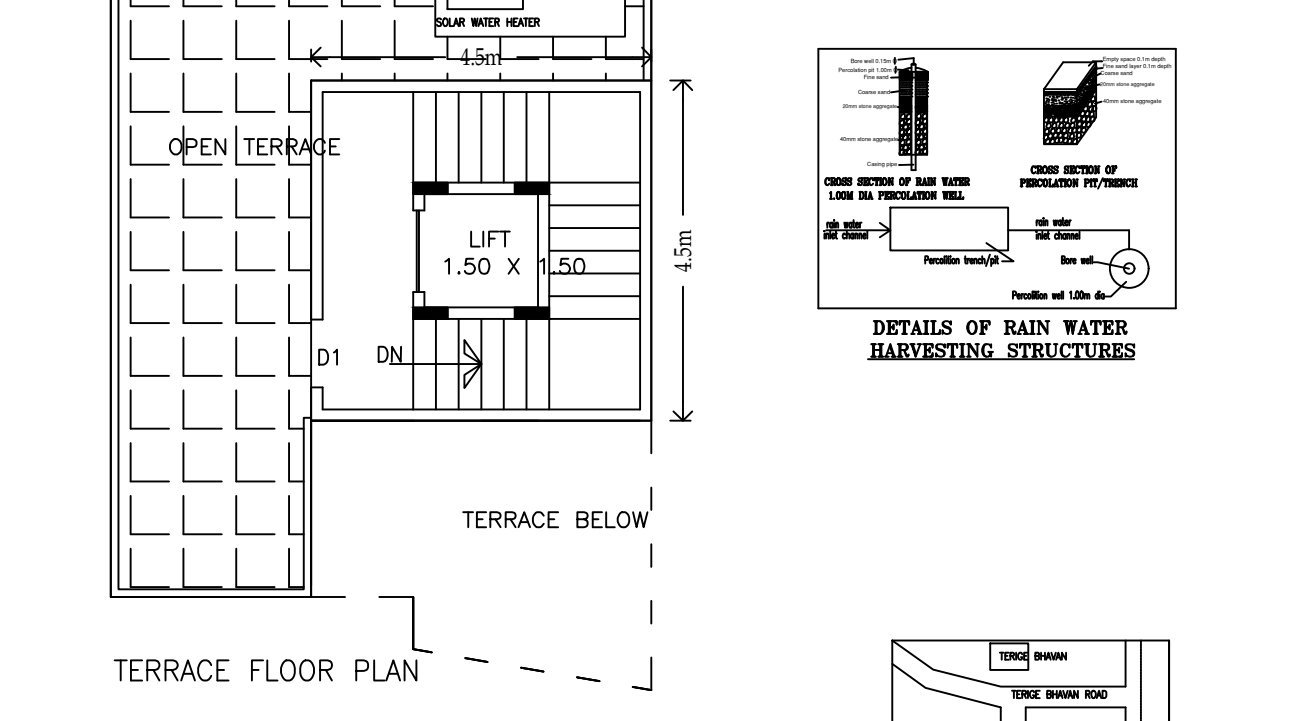 SOLAR WATER HEATER
4.5m
OPEN TERRACE
LIFT
1.50 X 1.50
4.5m
D1
DN
TERRACE BELOW
TERRACE FLOOR PLAN
Bore well 0.15m
Percolation pit 1.00m
Fine sand
Coarse sand
20mm stone aggregate
40mm stone aggregate
Casing pipe
CROSS SECTION OF RAIN WATER
1.00M DIA PERCOLATION WELL
Empty space 0.1m depth
Fine sand layer 0.1m depth
Coarse sand
20mm stone aggregate
40mm stone aggregate
CROSS SECTION OF
PERCOLATION PIT/TRENCH
rain water
inlet channel
Percolition trench/pit
rain water
inlet channel
Bore well
Percolition well 1.00m dia
DETAILS OF RAIN WATER
HARVESTING STRUCTURES
TERIGE BHAVAN
TERIGE BHAVAN ROAD